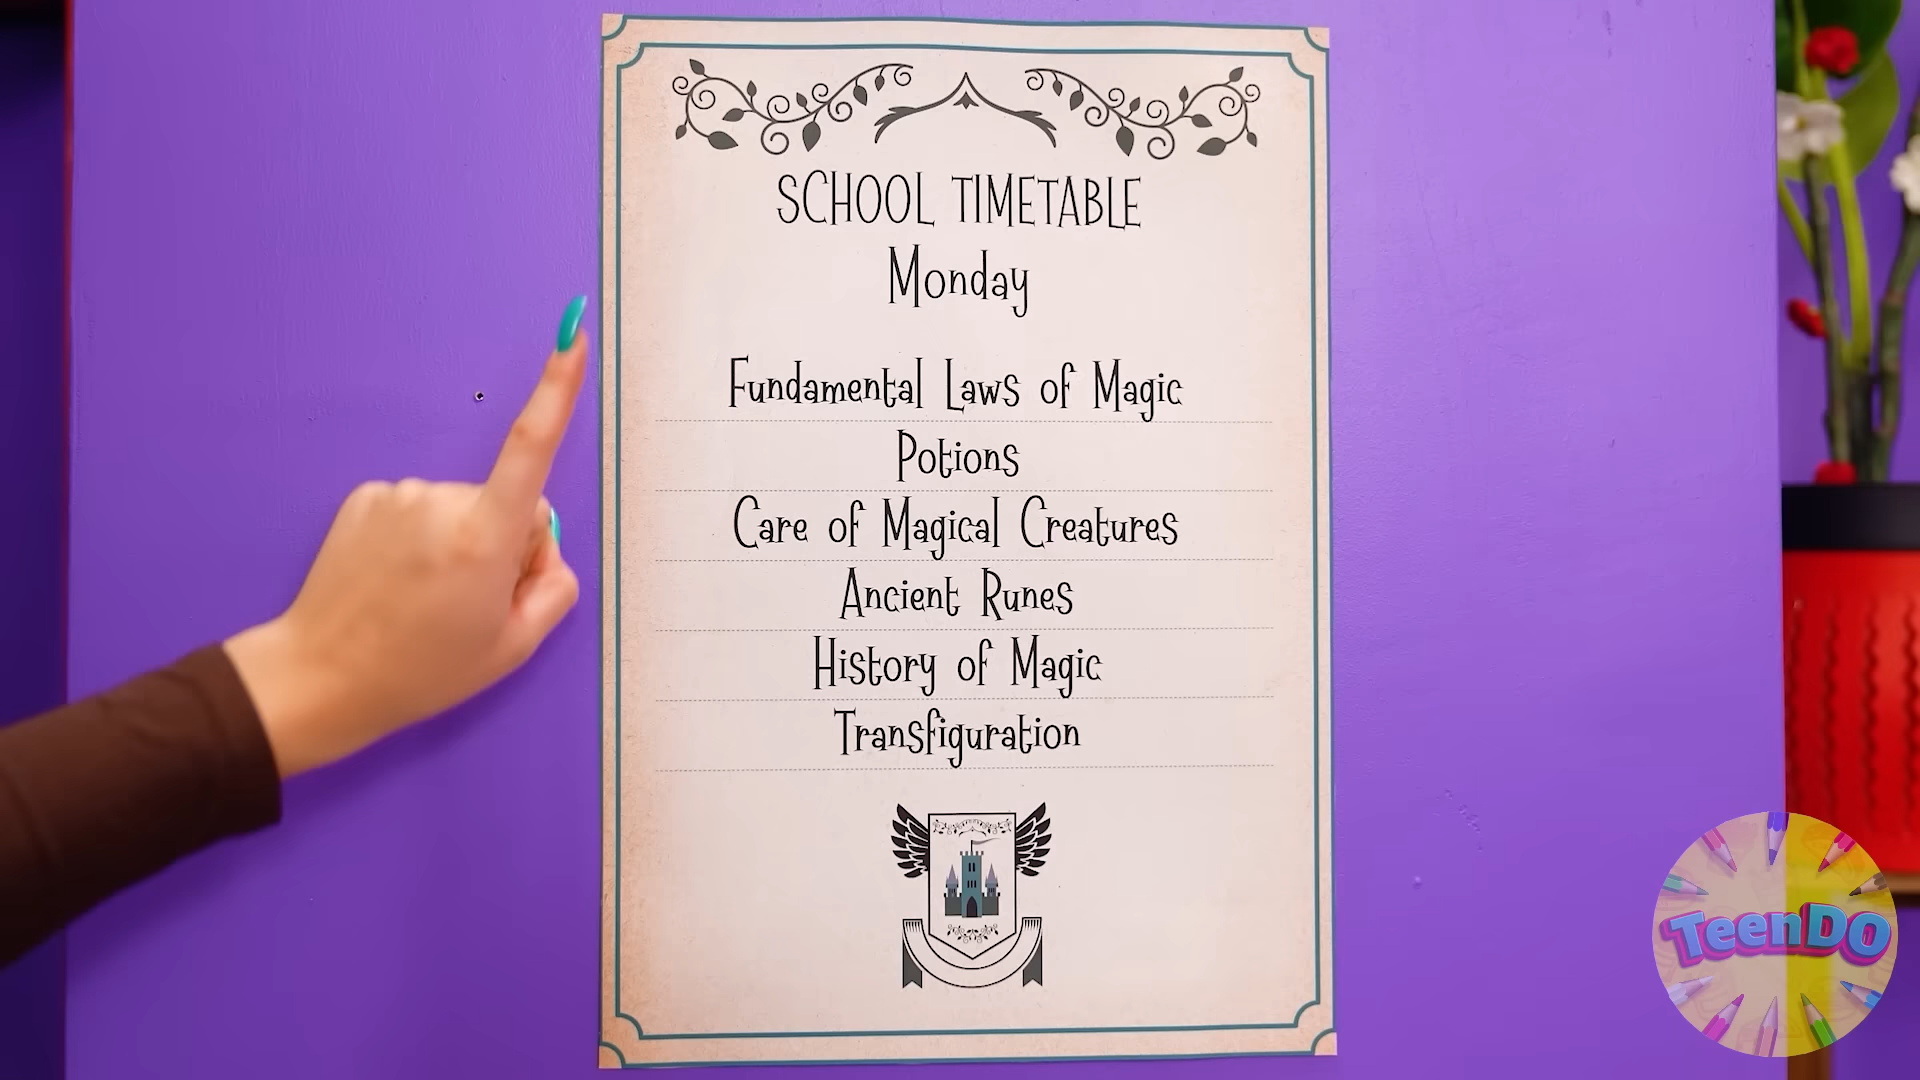 SCHOOL TIMETABLE
Monday
Fundamental Laws of Magic
Potions
Care of Magical Creatures
Ancient Runes
History of Magic
Transfiguration
TeenDO